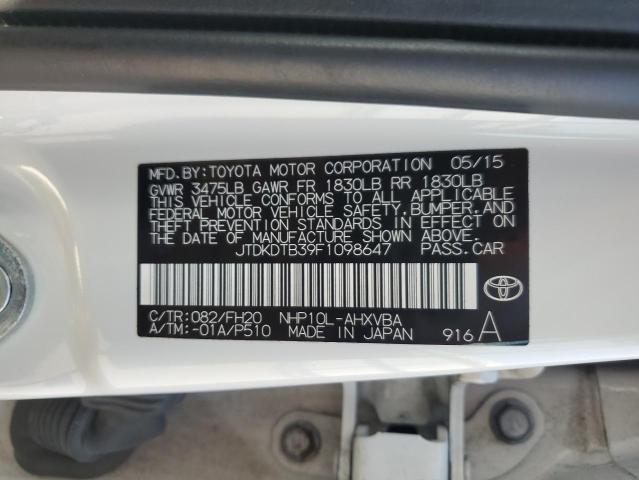 MFD.BY:TOYOTA MOTOR CORPORATION 05/15
GVWR 3475LB GAWR FR 1830LB RR 1830LB
THIS VEHICLE CONFORMS TO ALL APPLICABLE
FEDERAL MOTOR VEHICLE SAFETY,BUMPER,AND
THEFT PREVENTION STANDARDS IN EFFECT ON
THE DATE OF MANUFACTURE SHOWN ABOVE.
JTDKDTB39F1098647 PASS.CAR
C/TR:082/FH20 NHP10L-AHXVBA
A/TM:-01A/P510 MADE IN JAPAN 916 A